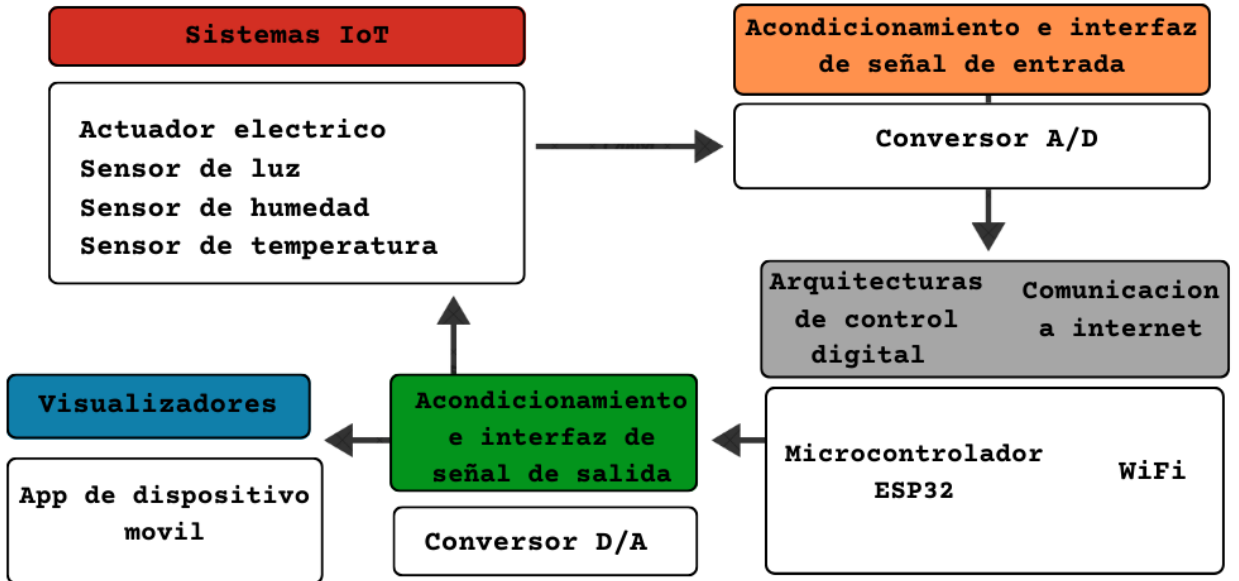 Sistemas IoT
Actuador electrico
Sensor de luz
Sensor de humedad
Sensor de temperatura
Acondicionamiento e interfaz
de señal de entrada
Conversor A/D
Arquitecturas
de control
digital
Comunicacion
a internet
Microcontrolador
ESP32
WiFi
Acondicionamiento
e interfaz de
señal de salida
Conversor D/A
Visualizadores
App de dispositivo
movil